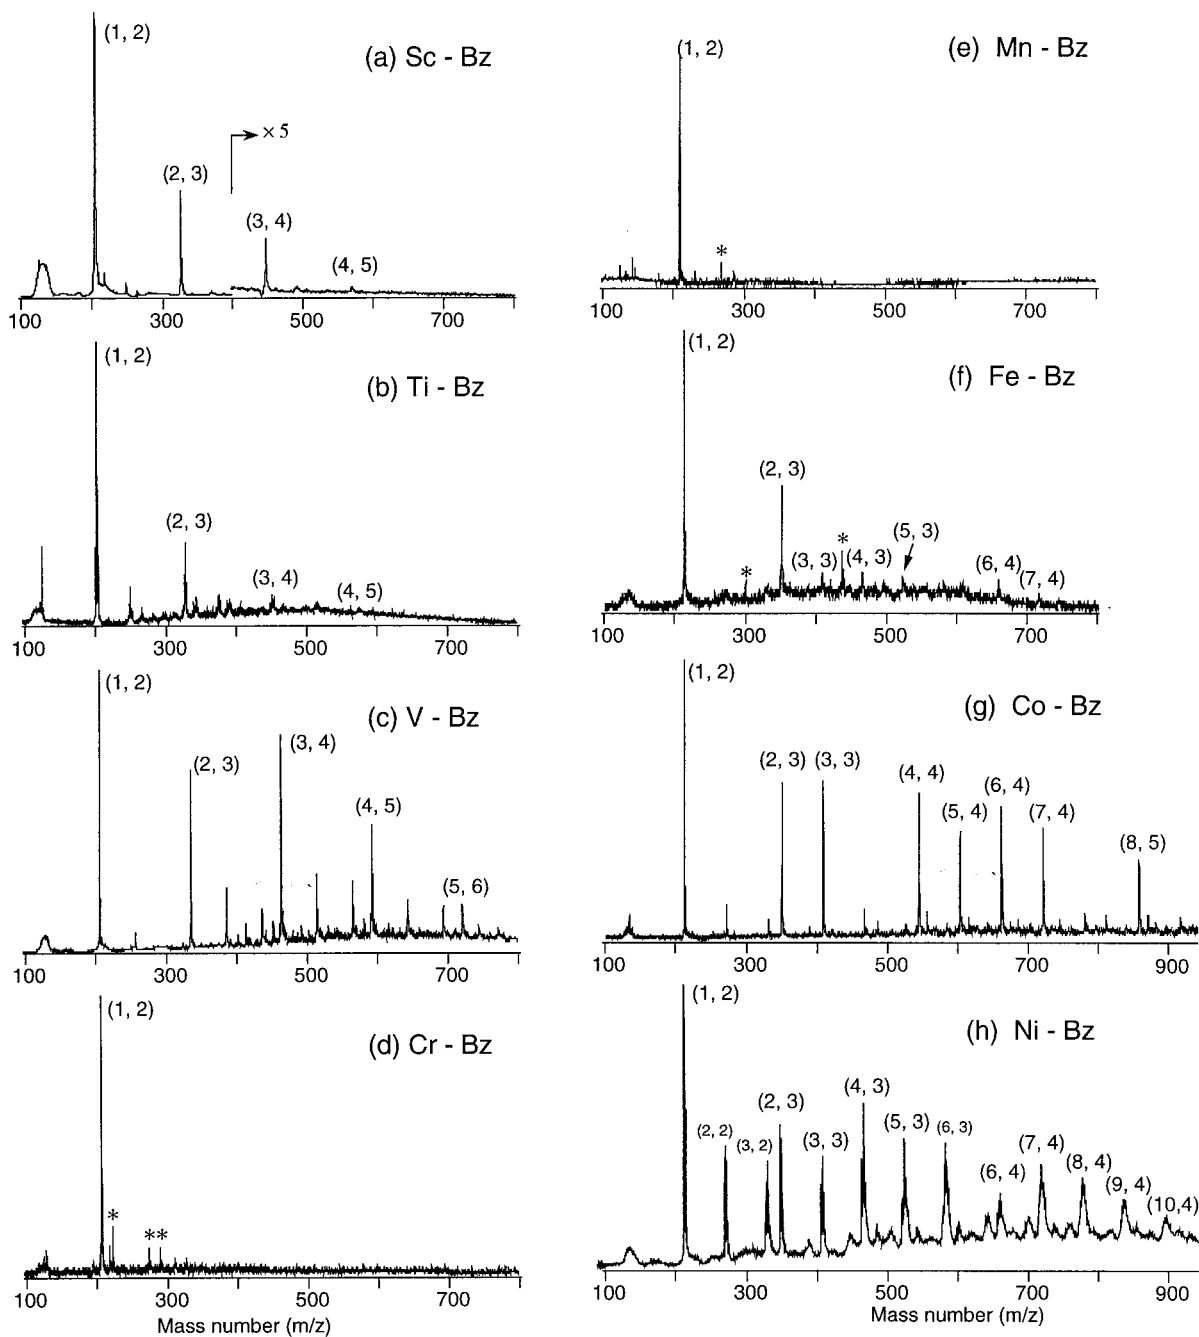 (1, 2)
(a) Sc - Bz
× 5
(2, 3)
(3, 4)
(4, 5)
100 300 500 700
(1, 2)
(b) Ti - Bz
(2, 3)
(3, 4)
(4, 5)
100 300 500 700
(1, 2)
(c) V - Bz
(3, 4)
(2, 3)
(4, 5)
(5, 6)
100 300 500 700
(1, 2)
(d) Cr - Bz
* **
100 300 500 700
Mass number (m/z)
(1, 2)
(e) Mn - Bz
*
100 300 500 700
(1, 2)
(f) Fe - Bz
(2, 3)
(5, 3)
* (3, 3) * (4, 3)
(6, 4)
(7, 4)
100 300 500 700
(1, 2)
(g) Co - Bz
(2, 3) (3, 3)
(4, 4) (6, 4)
(5, 4) (7, 4)
(8, 5)
100 300 500 700 900
(1, 2)
(h) Ni - Bz
(4, 3)
(2, 3)
(5, 3)
(2, 2) (3, 2) (3, 3) (6, 3)
(7, 4)
(6, 4) (8, 4)
(9, 4)
(10,4)
100 300 500 700 900
Mass number (m/z)